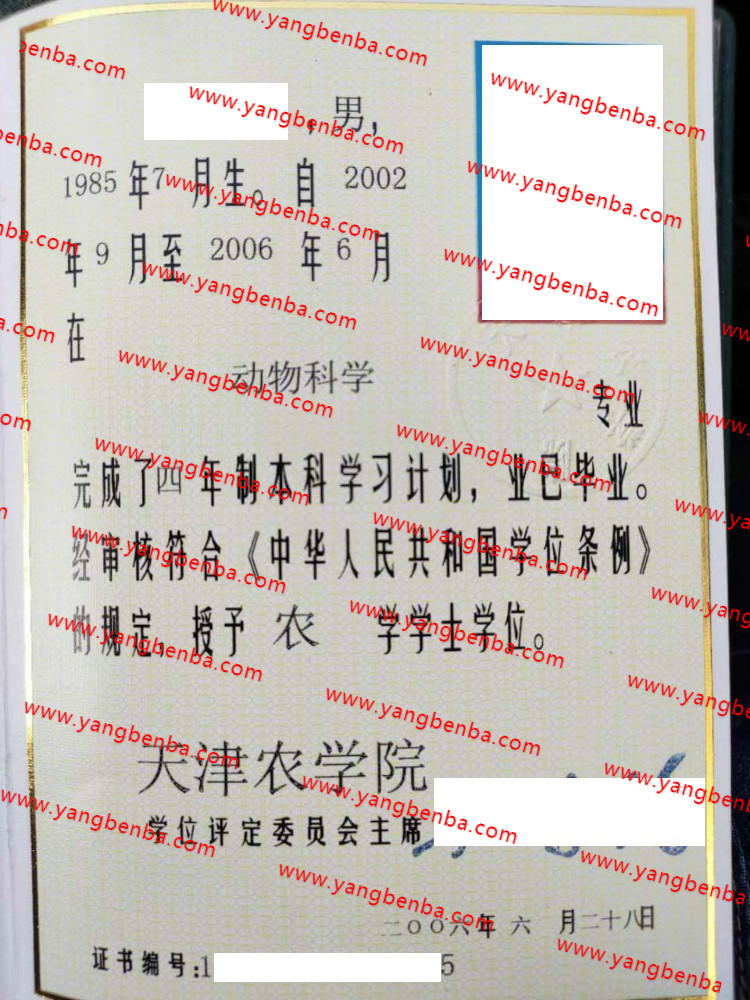 ，男，
1985 年7 月生。自 2002
年 9 月至 2006 年 6 月
在
动物科学
专业
完成了四年制本科学习计划，业已毕业。
经审核符合《中华人民共和国学位条例》
的规定，授予 农 学学士学位。
天津农学院
学位评定委员会主席
二〇〇六年 六 月二十八日
证书编号:1 5
www.yangbenba.com